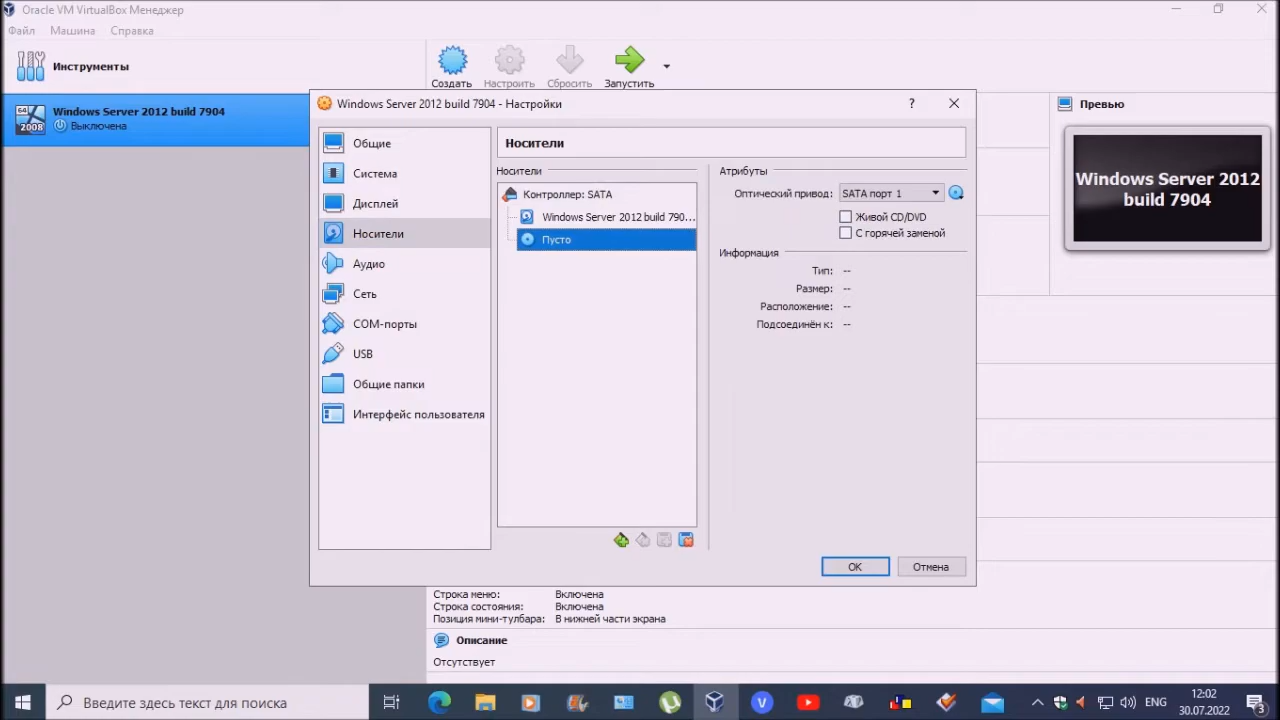 Oracle VM VirtualBox Менеджер
Файл Машина Справка
Инструменты
Создать Настроить Сбросить Запустить
64
2008
Windows Server 2012 build 7904
Выключена
Windows Server 2012 build 7904 - Настройки
?
Общие
Система
Дисплей
Носители
Аудио
Сеть
COM-порты
USB
Общие папки
Интерфейс пользователя
Носители
Носители
Контроллер: SATA
Windows Server 2012 build 790...
Пусто
Атрибуты
Оптический привод: SATA порт 1
Живой CD/DVD
С горячей заменой
Информация
Тип: --
Размер: --
Расположение: --
Подсоединён к: --
OK Отмена
Превью
Windows Server 2012
build 7904
Строка меню: Включена
Строка состояния: Включена
Позиция мини-тулбара: В нижней части экрана
Описание
Отсутствует
Введите здесь текст для поиска
V
ENG
12:02
30.07.2022
3